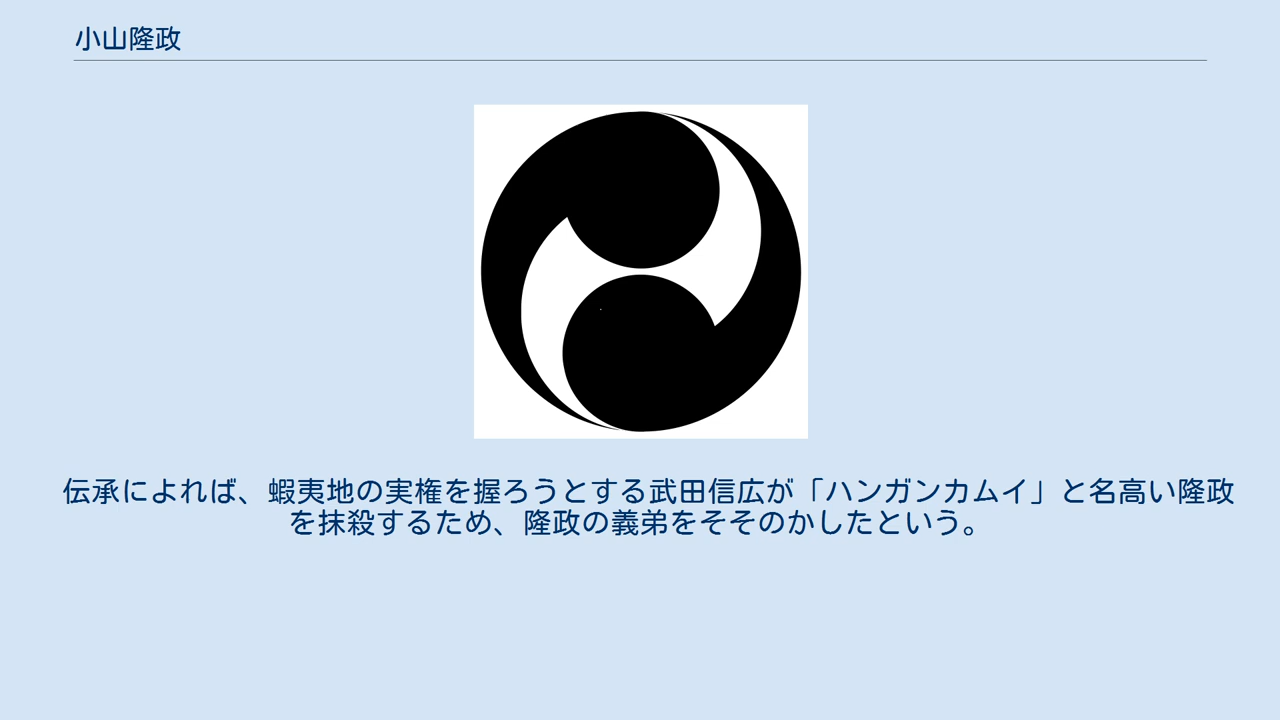 小山隆政
伝承によれば、蝦夷地の実権を握ろうとする武田信広が「ハンガンカムイ」と名高い隆政
を抹殺するため、隆政の義弟をそそのかしたという。